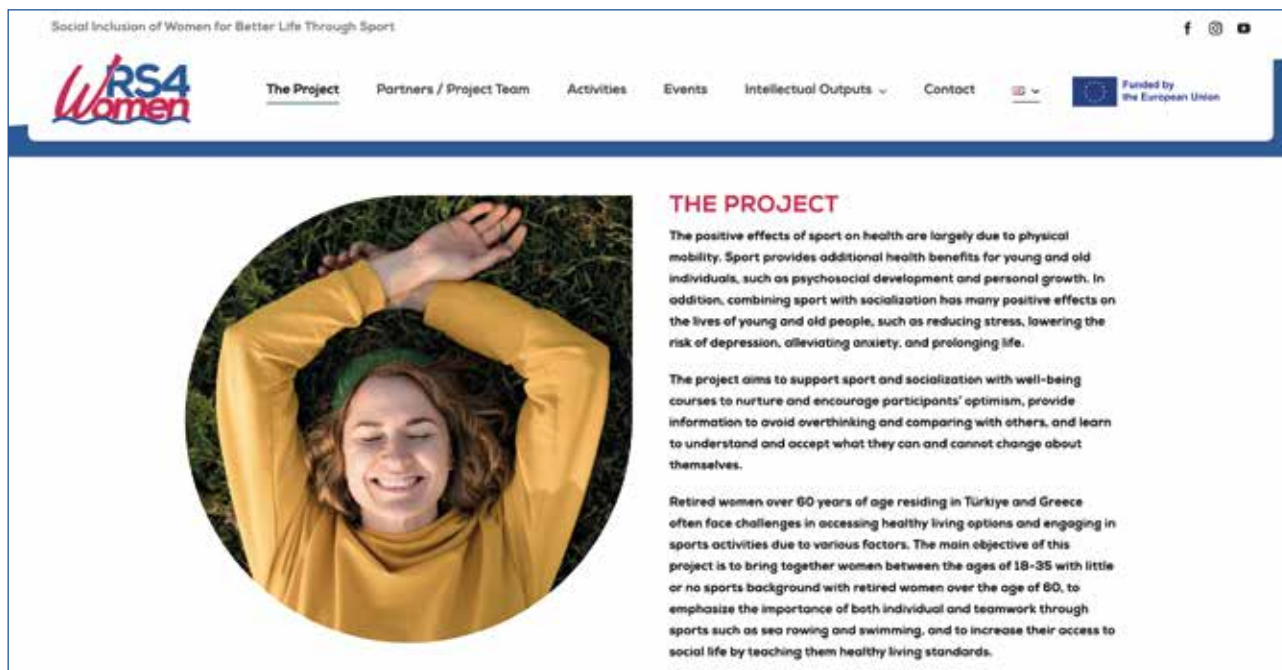 Social Inclusion of Women for Better Life Through Sport
RS4
Women
The Project
Partners / Project Team
Activities
Events
Intellectual Outputs
Contact
Funded by
the European Union
THE PROJECT
The positive effects of sport on health are largely due to physical
mobility. Sport provides additional health benefits for young and old
individuals, such as psychosocial development and personal growth. In
addition, combining sport with socialization has many positive effects on
the lives of young and old people, such as reducing stress, lowering the
risk of depression, alleviating anxiety, and prolonging life.
The project aims to support sport and socialization with well-being
courses to nurture and encourage participants' optimism, provide
information to avoid overthinking and comparing with others, and learn
to understand and accept what they can and cannot change about
themselves.
Retired women over 60 years of age residing in Türkiye and Greece
often face challenges in accessing healthy living options and engaging in
sports activities due to various factors. The main objective of this
project is to bring together women between the ages of 18-35 with little
or no sports background with retired women over the age of 60, to
emphasize the importance of both individual and teamwork through
sports such as sea rowing and swimming, and to increase their access to
social life by teaching them healthy living standards.